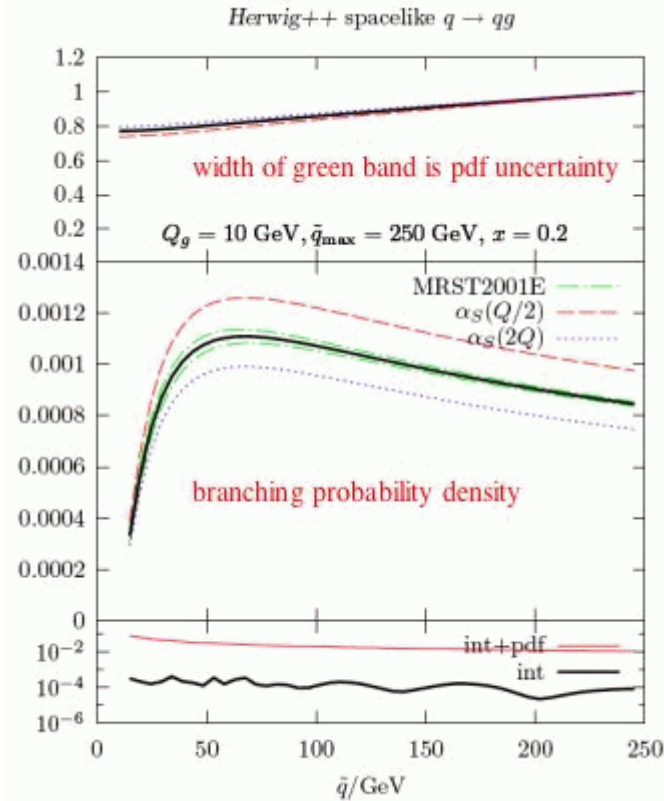 Herwig++ spacelike q → qg
1.2
1
0.8
0.6
0.4
0.2
width of green band is pdf uncertainty
Q_g = 10 GeV, q̃_max = 250 GeV, x = 0.2
0.0014
0.0012
0.001
0.0008
0.0006
0.0004
0.0002
0
MRST2001E
α_S(Q/2)
α_S(2Q)
branching probability density
10⁻²
10⁻⁴
10⁻⁶
int+pdf
int
0 50 100 150 200 250
q̃/GeV